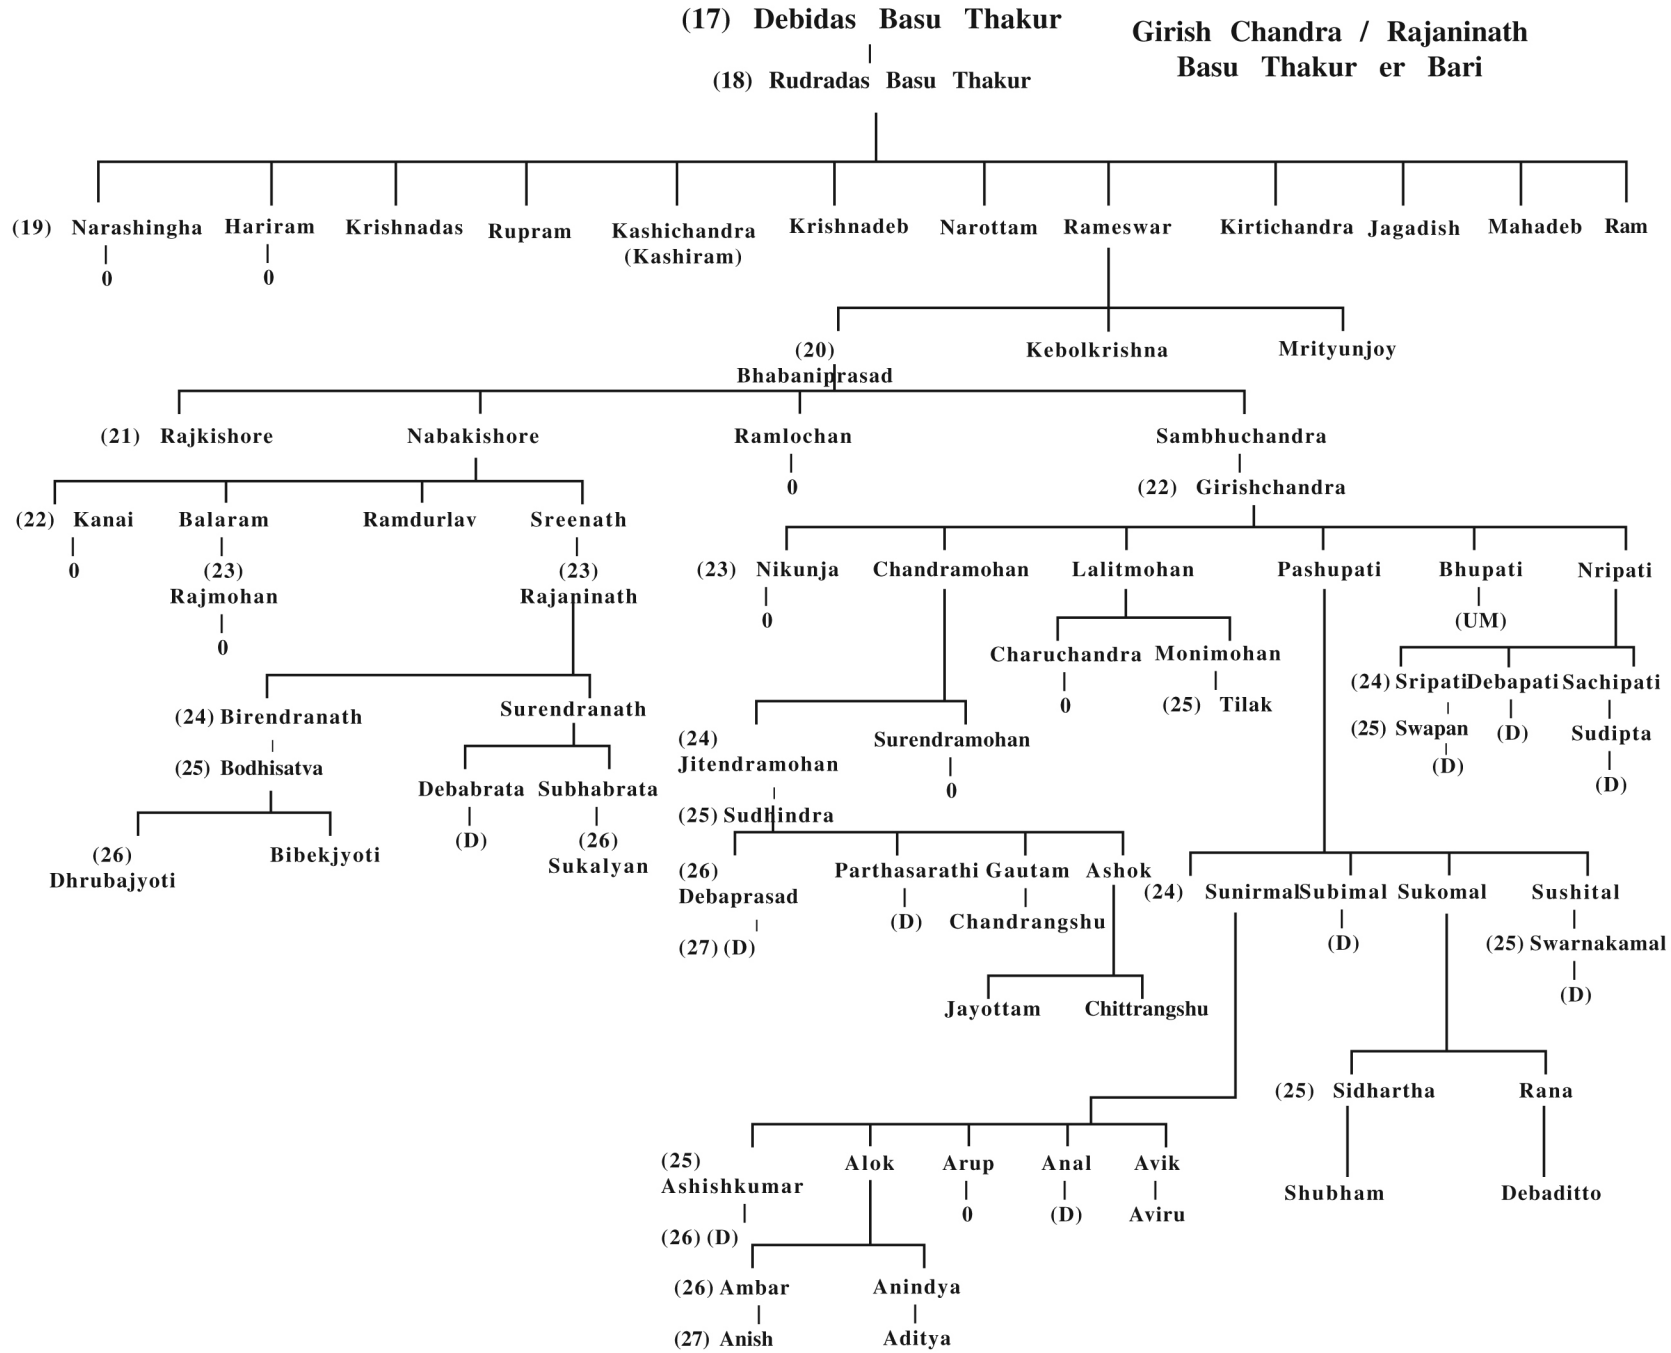 (17) Debidas Basu Thakur
Girish Chandra / Rajaninath
Basu Thakur er Bari
(18) Rudradas Basu Thakur
(19) Narashingha Hariram Krishnadas Rupram Kashichandra Krishnadeb Narottam Rameswar Kirtichandra Jagadish Mahadeb Ram
(Kashiram)
0 0
(20) Kebolkrishna Mrityunjoy
Bhabaniprasad
(21) Rajkishore Nabakishore Ramlochan Sambhuchandra
0 (22) Girishchandra
(22) Kanai Balaram Ramdurlav Sreenath
0 (23) (23) (23) Nikunja Chandramohan Lalitmohan Pashupati Bhupati Nripati
Rajmohan Rajaninath
0 0 (UM)
Charuchandra Monimohan
0 (25) Tilak
(24) Sripati Debapati Sachipati
(25) Swapan (D) Sudipta
(D) (D)
(24) Birendranath Surendranath
(24) Surendramohan
Jitendramohan 0
(25) Bodhisatva
Debabrata Subhabrata
(25) Sudhindra
(D) (26)
Sukalyan
(26) Bibekjyoti
Dhrubajyoti
(26) Parthasarathi Gautam Ashok
Debaprasad
(D) Chandrangshu
(27) (D)
Jayottam Chittrangshu
(24) Sunirmal Subimal Sukomal Sushital
(D) (25) Swarnakamal
(D)
(25) Sidhartha Rana
Shubham Debaditto
(25) Alok Arup Anal Avik
Ashishkumar
0 (D) Aviru
(26) (D)
(26) Ambar Anindya
(27) Anish Aditya